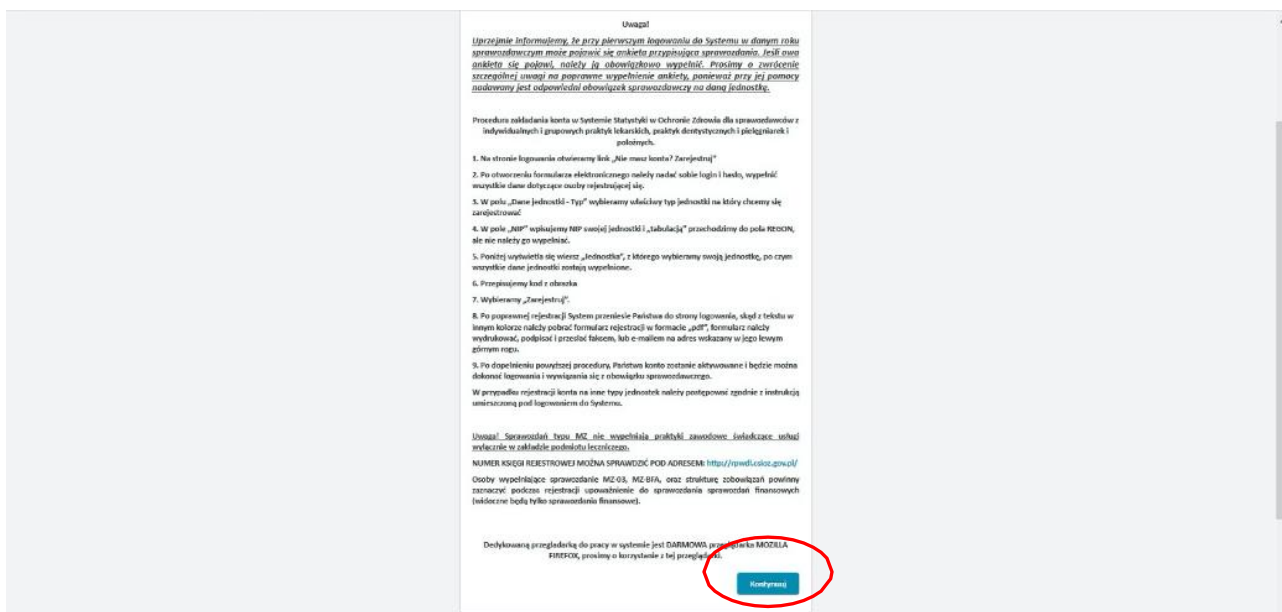 Uwaga!
Uprzejmie informujemy, że przy pierwszym logowaniu do Systemu w danym roku
sprawozdawczym może pojawić się ankieta przypisująca sprawozdania. Jeśli owa
ankieta się pojawi, należy ją obowiązkowo wypełnić. Prosimy o zwrócenie
szczególnej uwagi na poprawne wypełnienie ankiety, ponieważ przy jej pomocy
nadawany jest odpowiedni obowiązek sprawozdawczy na daną jednostkę.
Procedura zakładania konta w Systemie Statystyki w Ochronie Zdrowia dla sprawozdawców z
indywidualnych i grupowych praktyk lekarskich, praktyk dentystycznych i pielęgniarek i
położnych.
1. Na stronie logowania otwieramy link „Nie masz konta? Zarejestruj"
2. Po otworzeniu formularza elektronicznego należy nadać sobie login i hasło, wypełnić
wszystkie dane dotyczące osoby rejestrującej się.
3. W polu „Dane jednostki - Typ" wybieramy właściwy typ jednostki na który chcemy się
zarejestrować
4. W pole „NIP" wpisujemy NIP swojej jednostki i „tabulacją" przechodzimy do pola REGON,
ale nie należy go wypełniać.
5. Poniżej wyświetla się wiersz „Jednostka", z którego wybieramy swoją jednostkę, po czym
wszystkie dane jednostki zostają wypełnione.
6. Przepisujemy kod z obrazka
7. Wybieramy „Zarejestruj".
8. Po poprawnej rejestracji System przeniesie Państwa do strony logowania, skąd z tekstu w
innym kolorze należy pobrać formularz rejestracji w formacie „pdf", formularz należy
wydrukować, podpisać i przesłać faksem, lub e-mailem na adres wskazany w jego lewym
górnym rogu.
9. Po dopełnieniu powyższej procedury, Państwa konto zostanie aktywowane i będzie można
dokonać logowania i wywiązania się z obowiązku sprawozdawczego.
W przypadku rejestracji konta na inne typy jednostek należy postępować zgodnie z instrukcją
umieszczoną pod logowaniem do Systemu.
Uwaga! Sprawozdań typu MZ nie wypełniają praktyki zawodowe świadczące usługi
wyłącznie w zakładzie podmiotu leczniczego.
NUMER KSIĘGI REJESTROWEJ MOŻNA SPRAWDZIĆ POD ADRESEM: http://rpwdl.csioz.gov.pl/
Osoby wypełniające sprawozdanie MZ-03, MZ-BFA, oraz strukturę zobowiązań powinny
zaznaczyć podczas rejestracji upoważnienie do sprawozdania sprawozdań finansowych
(widoczne będą tylko sprawozdania finansowe).
Dedykowaną przeglądarką do pracy w systemie jest DARMOWA przeglądarka MOZILLA
FIREFOX, prosimy o korzystanie z tej przeglądarki.
Kontynuuj